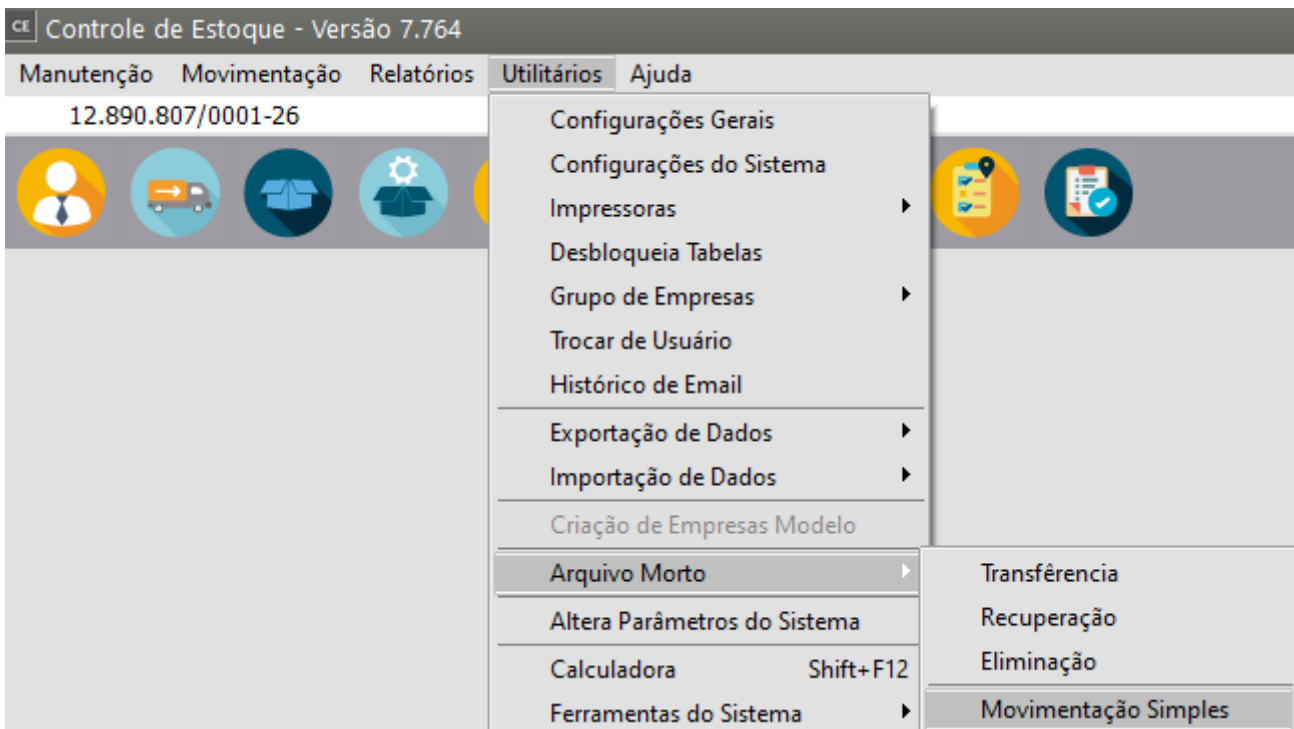 CE Controle de Estoque - Versão 7.764
Manutenção Movimentação Relatórios Utilitários Ajuda
12.890.807/0001-26
Configurações Gerais
Configurações do Sistema
Impressoras
Desbloqueia Tabelas
Grupo de Empresas
Trocar de Usuário
Histórico de Email
Exportação de Dados
Importação de Dados
Criação de Empresas Modelo
Arquivo Morto
Altera Parâmetros do Sistema
Calculadora Shift+F12
Ferramentas do Sistema
Transfêrencia
Recuperação
Eliminação
Movimentação Simples